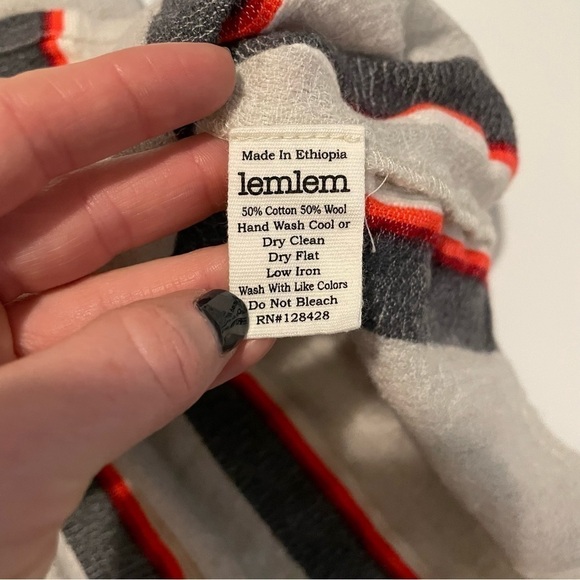 Made In Ethiopia
lemlem
50% Cotton 50% Wool
Hand Wash Cool or
Dry Clean
Dry Flat
Low Iron
Wash With Like Colors
Do Not Bleach
RN#128428